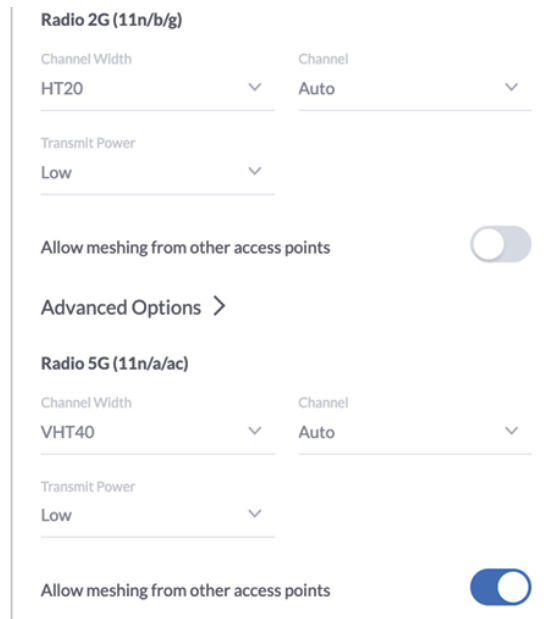 Radio 2G (11n/b/g)
Channel Width Channel
HT20 Auto
Transmit Power
Low
Allow meshing from other access points
Advanced Options
Radio 5G (11n/a/ac)
Channel Width Channel
VHT40 Auto
Transmit Power
Low
Allow meshing from other access points